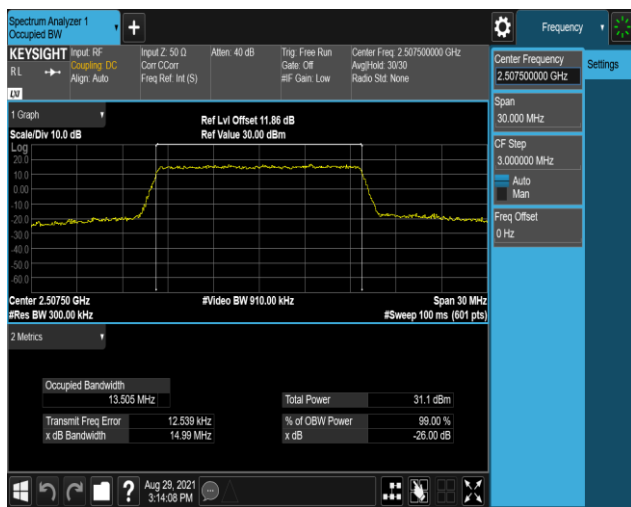 Spectrum Analyzer 1
Occupied BW
+
Frequency
KEYSIGHT
RL
LXI
Input: RF
Coupling: DC
Align: Auto
Input Z: 50 Ω
Corr CCorr
Freq Ref: Int (S)
Atten: 40 dB
Trig: Free Run
Gate: Off
#IF Gain: Low
Center Freq: 2.507500000 GHz
Avg|Hold: 30/30
Radio Std: None
Center Frequency
2.507500000 GHz
Settings
Span
30.000 MHz
CF Step
3.000000 MHz
Auto
Man
Freq Offset
0 Hz
1 Graph
Scale/Div 10.0 dB
Ref Lvl Offset 11.86 dB
Ref Value 30.00 dBm
Log
20.0
10.0
0.00
-10.0
-20.0
-30.0
-40.0
-50.0
-60.0
Center 2.50750 GHz
#Res BW 300.00 kHz
#Video BW 910.00 kHz
Span 30 MHz
#Sweep 100 ms (601 pts)
2 Metrics
Occupied Bandwidth
13.505 MHz
Total Power 31.1 dBm
Transmit Freq Error 12.539 kHz
% of OBW Power 99.00 %
x dB Bandwidth 14.99 MHz
x dB -26.00 dB
?
Aug 29, 2021
3:14:08 PM